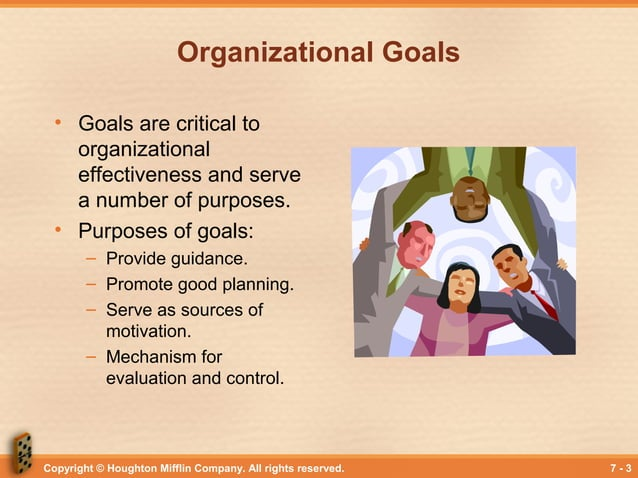 Organizational Goals
• Goals are critical to
organizational
effectiveness and serve
a number of purposes.
• Purposes of goals:
– Provide guidance.
– Promote good planning.
– Serve as sources of
motivation.
– Mechanism for
evaluation and control.
Copyright © Houghton Mifflin Company. All rights reserved.
7 - 3